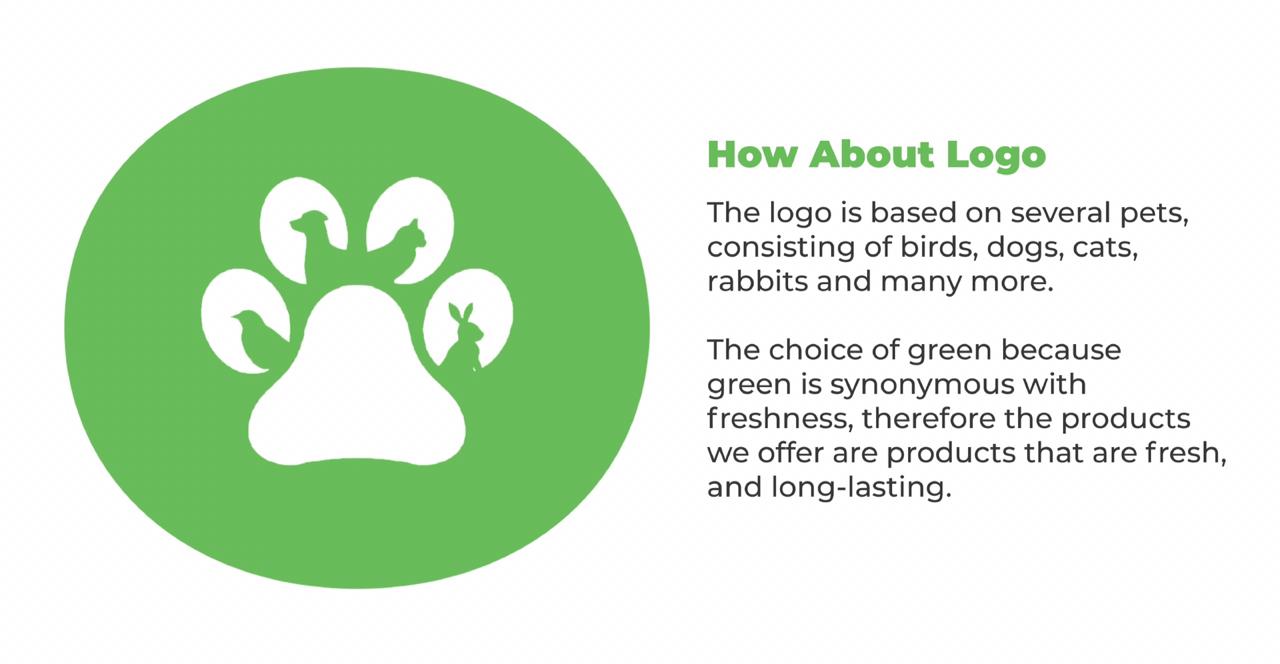 How About Logo
The logo is based on several pets,
consisting of birds, dogs, cats,
rabbits and many more.
The choice of green because
green is synonymous with
freshness, therefore the products
we offer are products that are fresh,
and long-lasting.